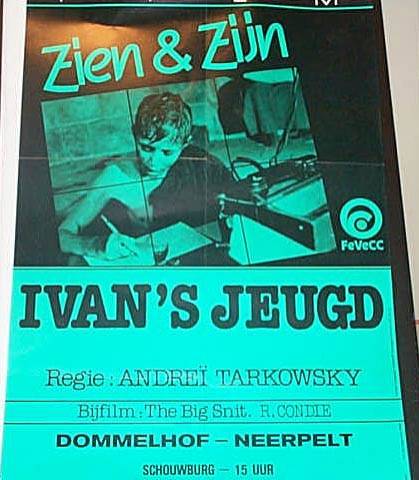 Zien & Zijn
FeVeCC
IVAN'S JEUGD
Regie : ANDREÏ TARKOWSKY
Bijfilm : The Big Snit. R.CONDIE
DOMMELHOF – NEERPELT
SCHOUWBURG – 15 UUR